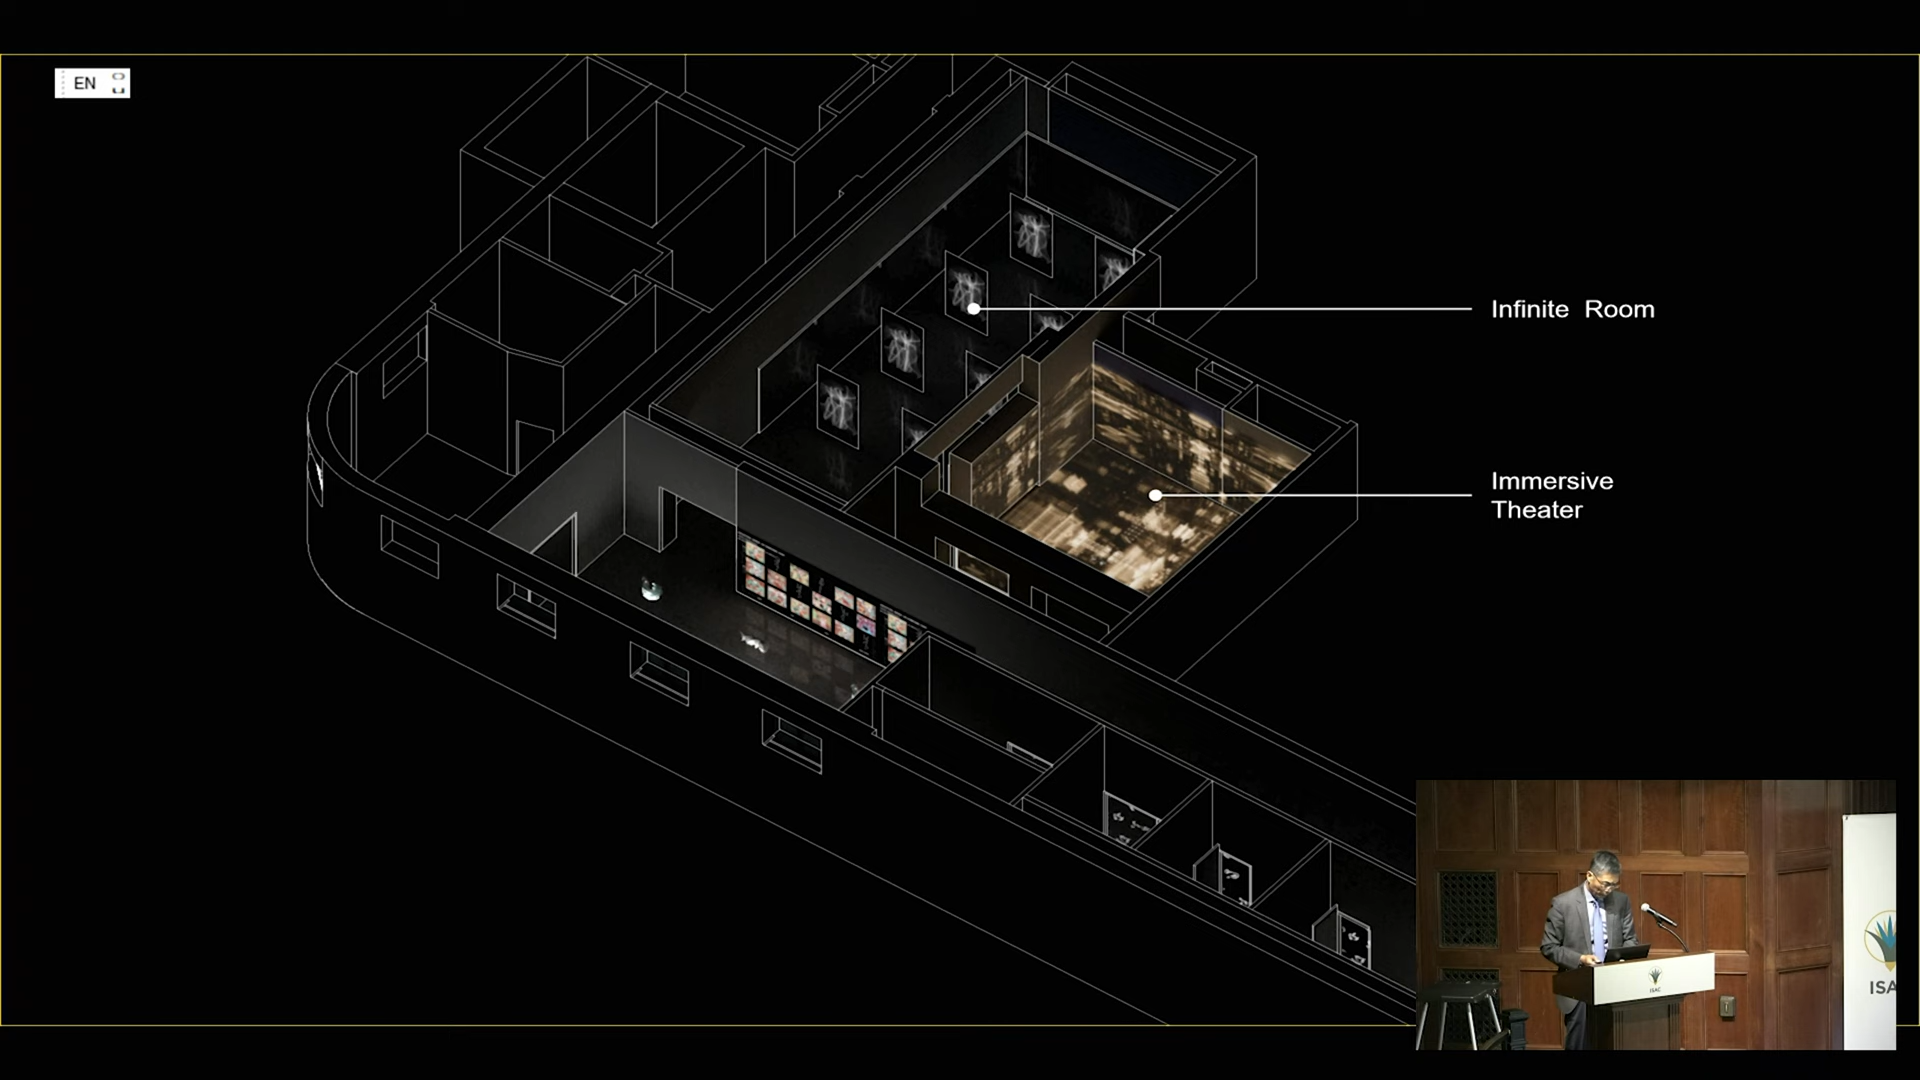 EN
Infinite Room
Immersive
Theater
ISAC
ISA